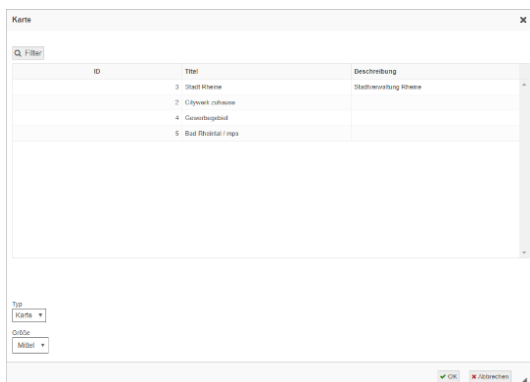 Karte
Filter
ID Titel Beschreibung
3 Stadt Rheine Stadtverwaltung Rheine
2 Citywerk zuhause
4 Gewerbegebiet
5 Bad Rheintal / mps
Typ
Karte
Größe
Mittel
OK Abbrechen